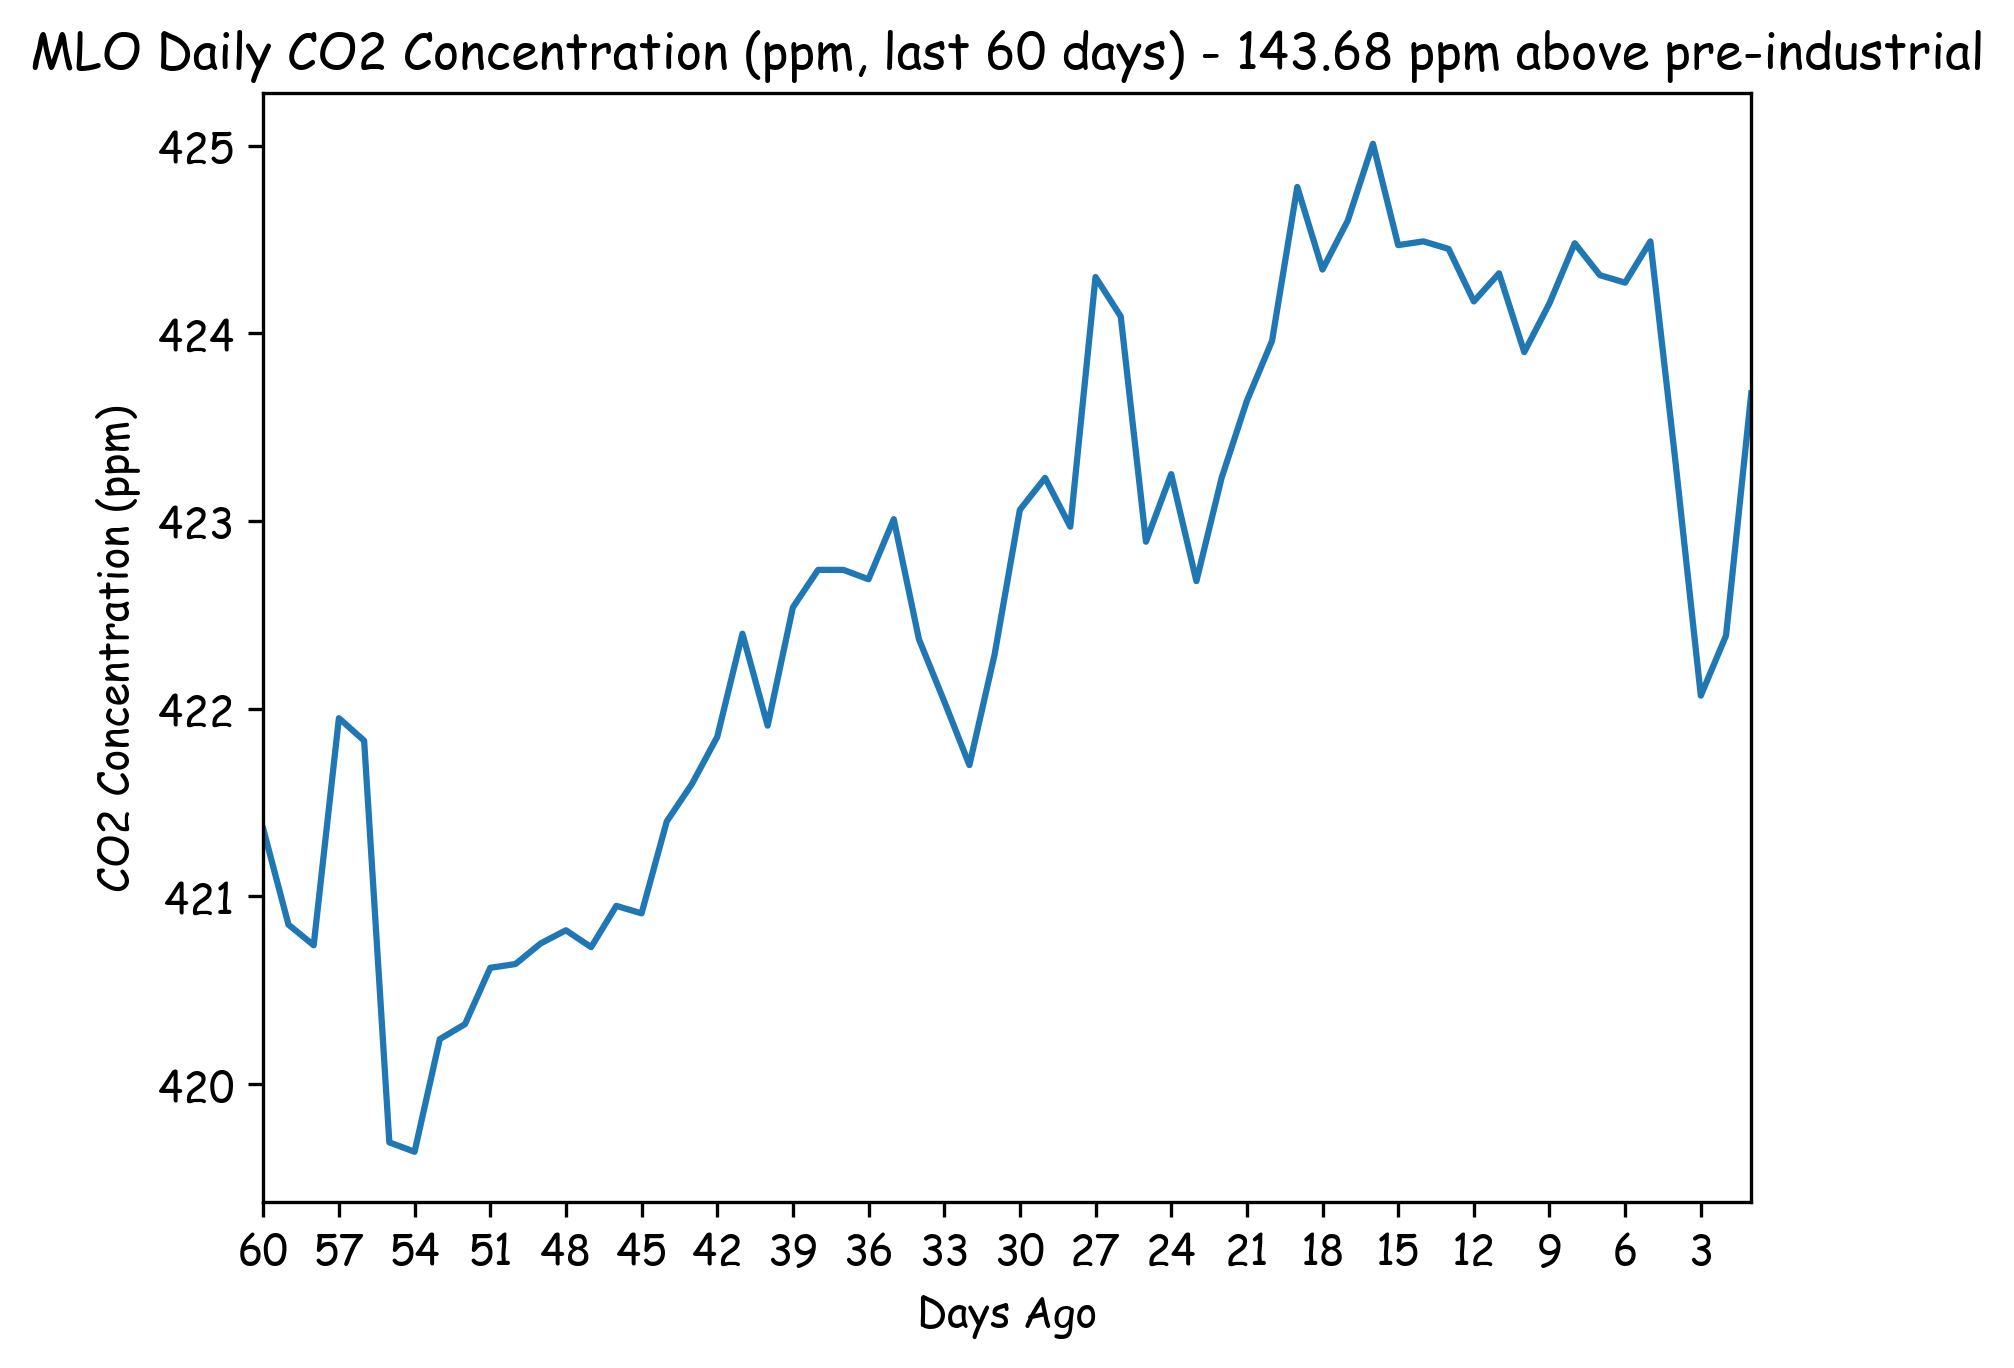 MLO Daily CO2 Concentration (ppm, last 60 days) - 143.68 ppm above pre-industrial
CO2 Concentration (ppm)
425
424
423
422
421
420
60 57 54 51 48 45 42 39 36 33 30 27 24 21 18 15 12 9 6 3
Days Ago